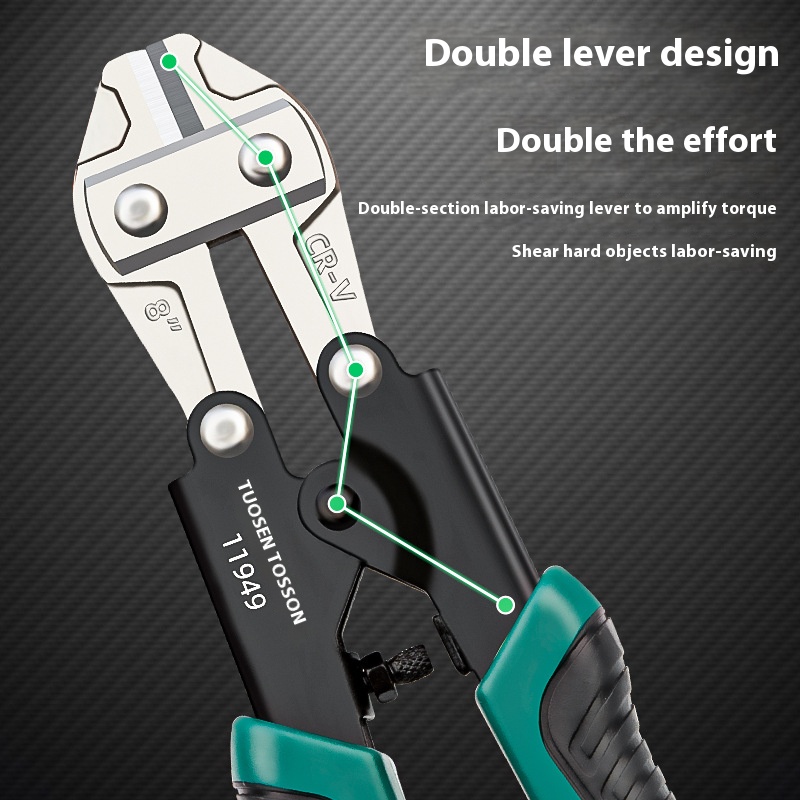 Double lever design
Double the effort
Double-section labor-saving lever to amplify torque
Shear hard objects labor-saving
CR-V
8"
TUOSEN TOSSON
11949